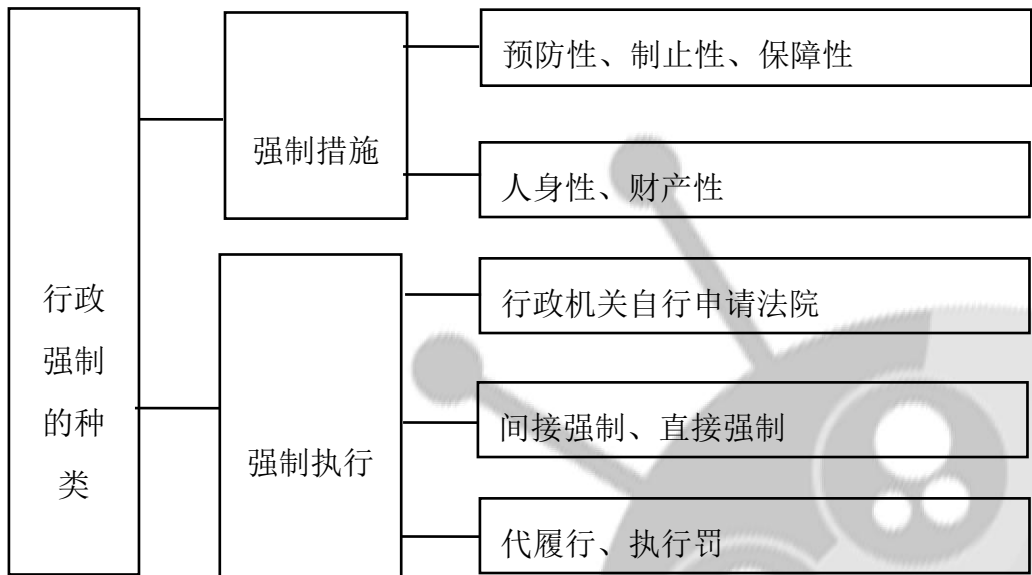 行政
强制
的种
类
强制措施
预防性、制止性、保障性
人身性、财产性
强制执行
行政机关自行申请法院
间接强制、直接强制
代履行、执行罚